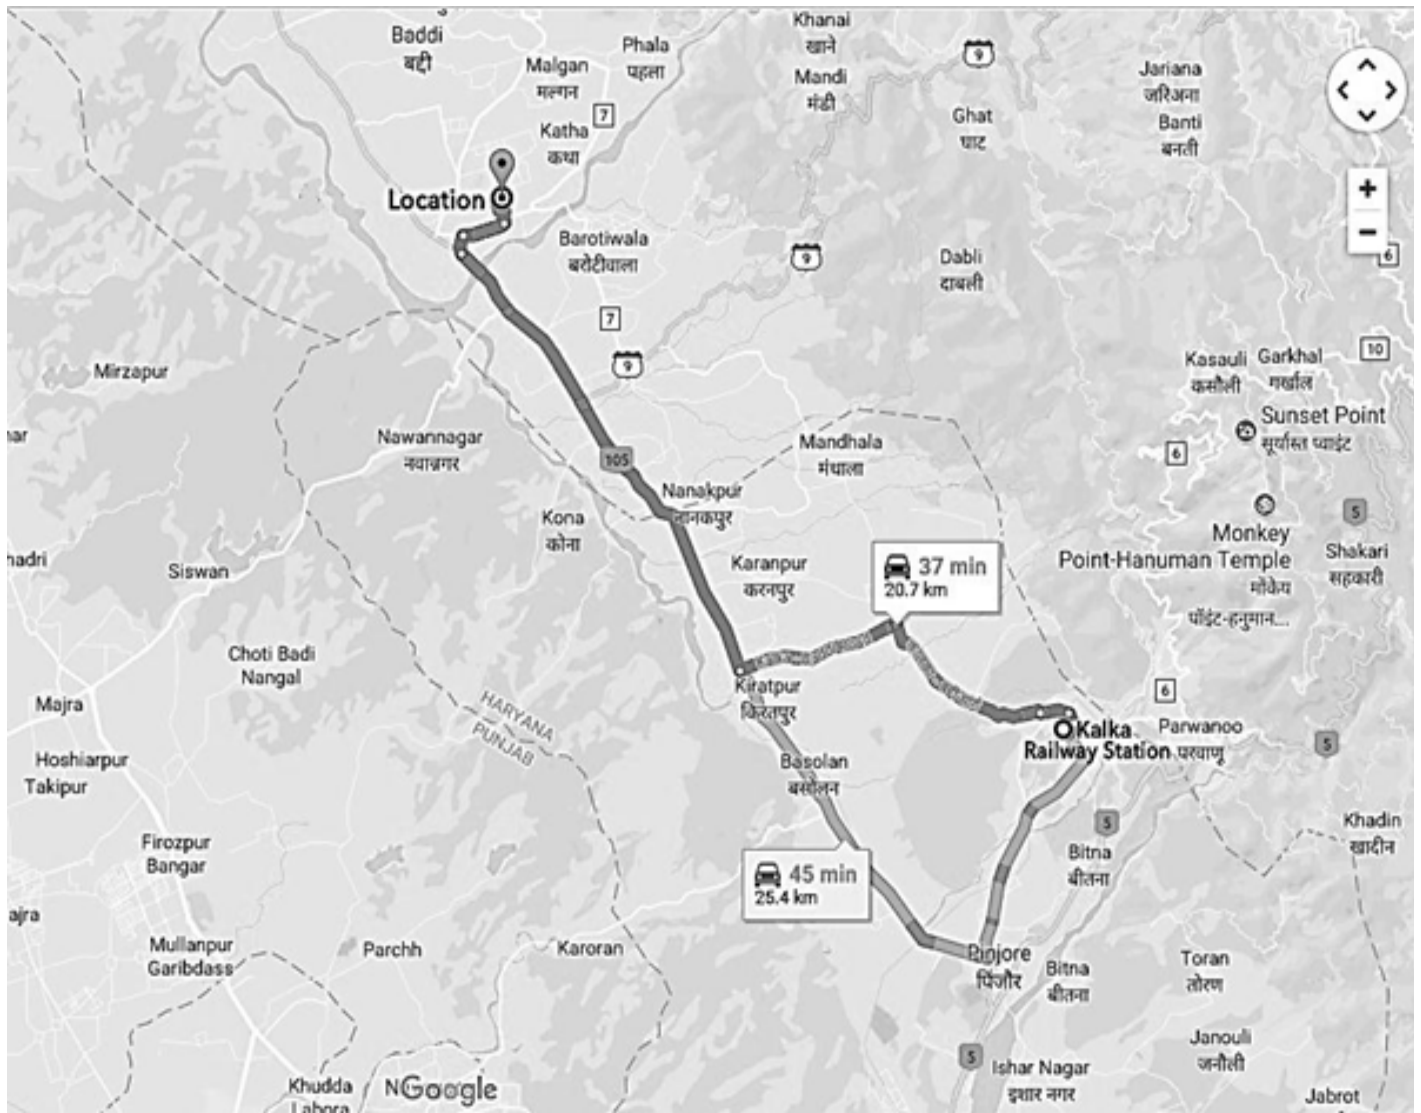 Baddi
बद्दी
Malgan
मल्गन
Phala
पहला
Khanai
खाने
Mandi
मंडी
9
Ghat
घाट
Jariana
जरिअना
Banti
बनती
7
Katha
कथा
Location
Barotiwala
बरोटीवाला
9
Dabli
दाबली
6
+
−
7
9
10
Mirzapur
Kasauli
कसौली
Garkhal
गर्खाल
Sunset Point
सूर्यास्त प्वाइंट
Nawannagar
नवान्नगर
105
Mandhala
मंधाला
6
Nanakpur
नानकपुर
Kona
कोना
5
Monkey
Point-Hanuman Temple
मोंकेय
पॉइंट-हनुमान...
Shakari
सहकारी
hadri
Siswan
Karanpur
करनपुर
37 min
20.7 km
Choti Badi
Nangal
Kiratpur
किरतपुर
6
Majra
HARYANA
PUNJAB
Kalka
Railway Station
Parwanoo
परवाणू
5
Hoshiarpur
Takipur
Basolan
बसोलन
5
Khadin
खादीन
Firozpur
Bangar
45 min
25.4 km
Bitna
बीतना
ajra
Mullanpur
Garibdass
Parchh
Karoran
Pinjore
पिंजौर
Bitna
बीतना
Toran
तोरण
5
Janouli
जनौली
Ishar Nagar
इशार नगर
Khudda
Lahora
Google
Jabrot